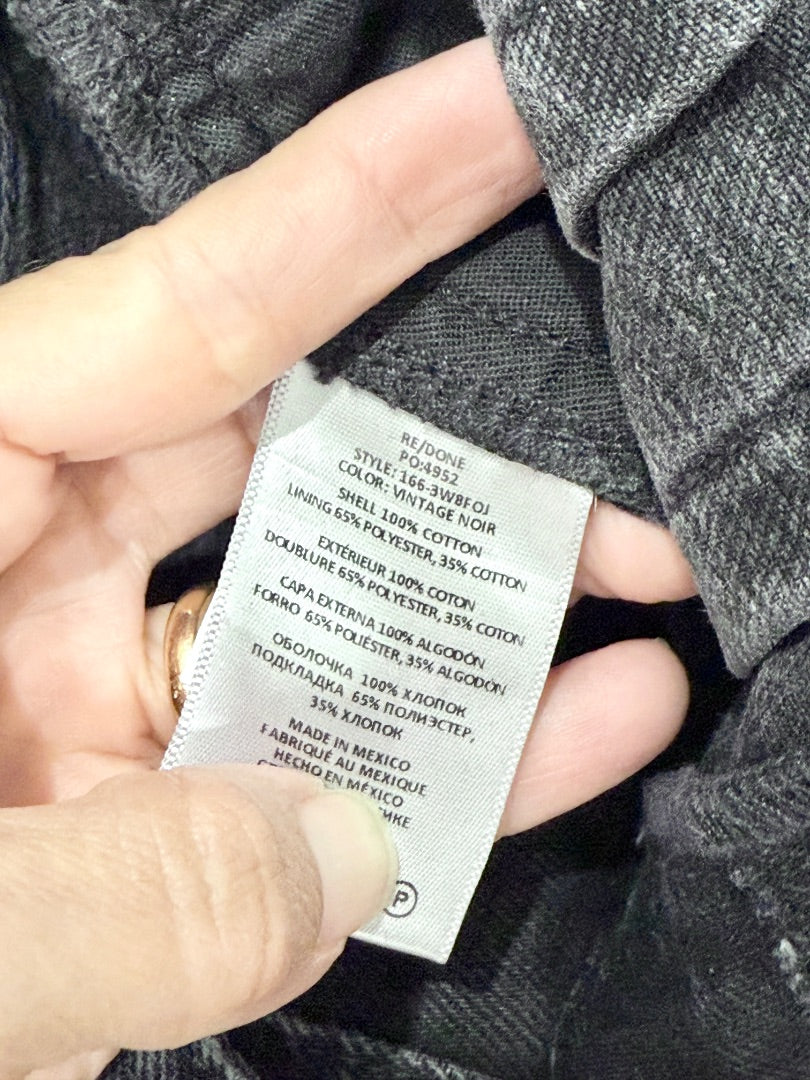 RE/DONE
PO:4952
STYLE: 166-3W8FOJ
COLOR: VINTAGE NOIR
SHELL 100% COTTON
LINING 65% POLYESTER, 35% COTTON
EXTÉRIEUR 100% COTON
DOUBLURE 65% POLYESTER, 35% COTON
CAPA EXTERNA 100% ALGODÓN
FORRO 65% POLIÉSTER, 35% ALGODÓN
ОБОЛОЧКА 100% ХЛОПОК
ПОДКЛАДКА 65% ПОЛИЭСТЕР,
35% ХЛОПОК
MADE IN MEXICO
FABRIQUÉ AU MEXIQUE
HECHO EN MÉXICO
P